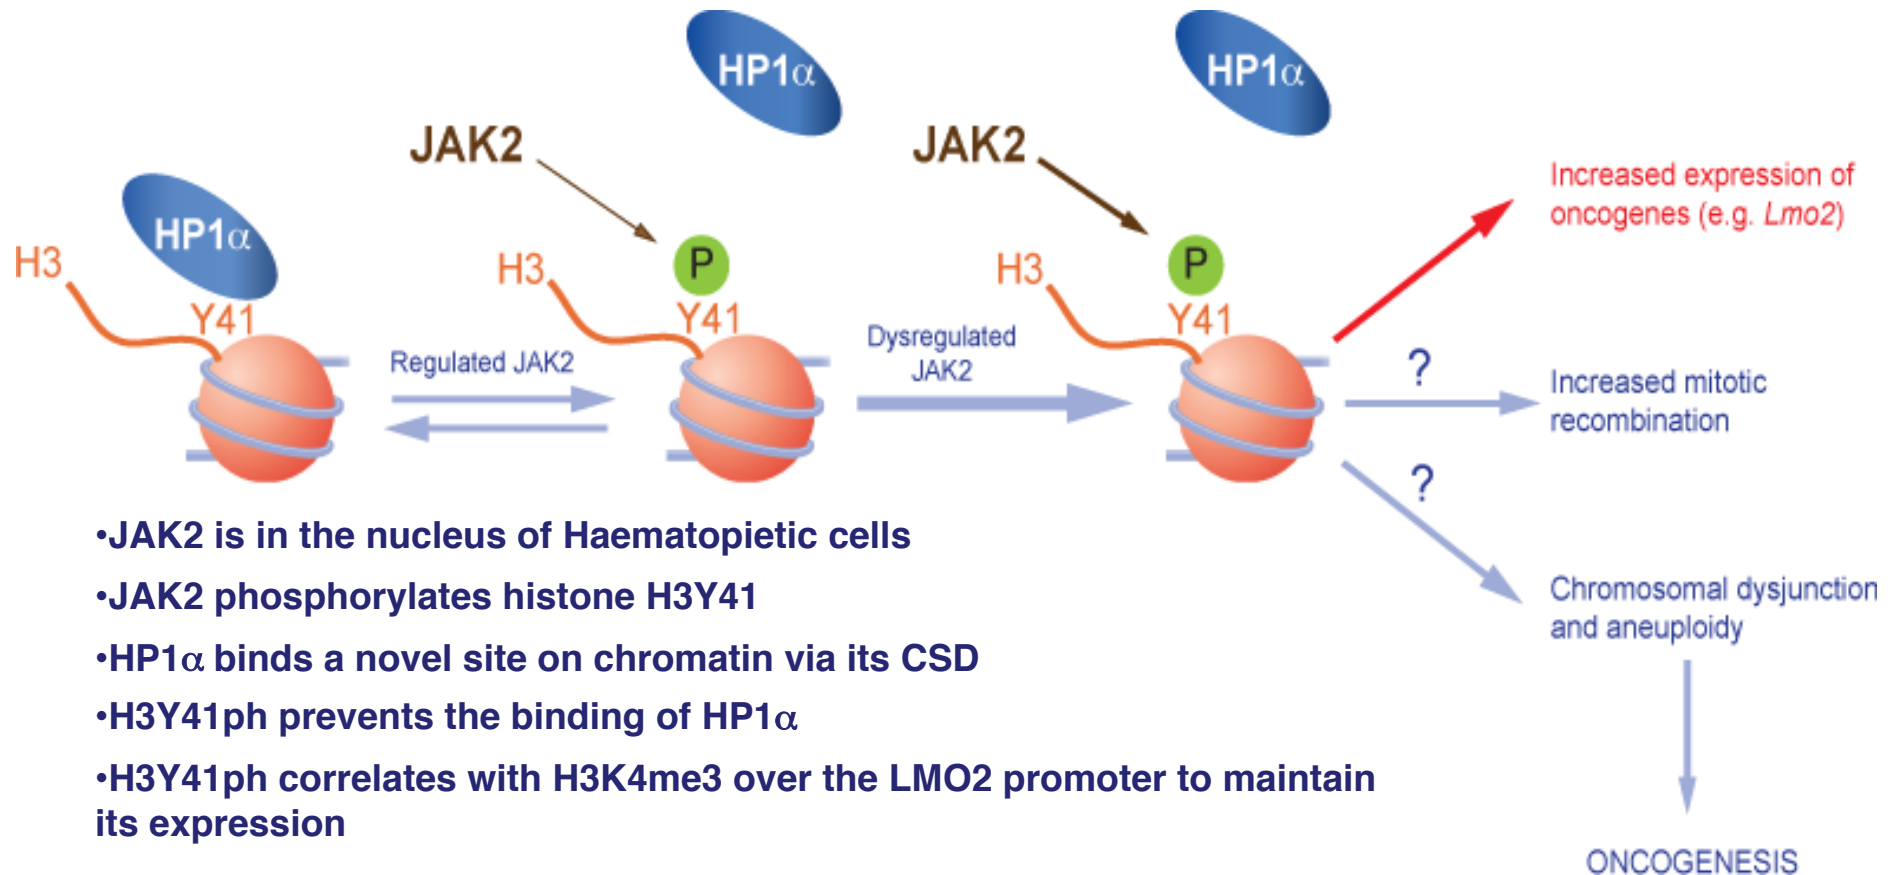 HP1α
HP1α
JAK2
JAK2
HP1α
H3
H3
H3
P
P
Y41
Y41
Y41
Increased expression of
oncogenes (e.g. Lmo2)
Regulated JAK2
Dysregulated
JAK2
?
Increased mitotic
recombination
?
Chromosomal dysjunction
and aneuploidy
ONCOGENESIS
•JAK2 is in the nucleus of Haematopietic cells
•JAK2 phosphorylates histone H3Y41
•HP1α binds a novel site on chromatin via its CSD
•H3Y41ph prevents the binding of HP1α
•H3Y41ph correlates with H3K4me3 over the LMO2 promoter to maintain
its expression